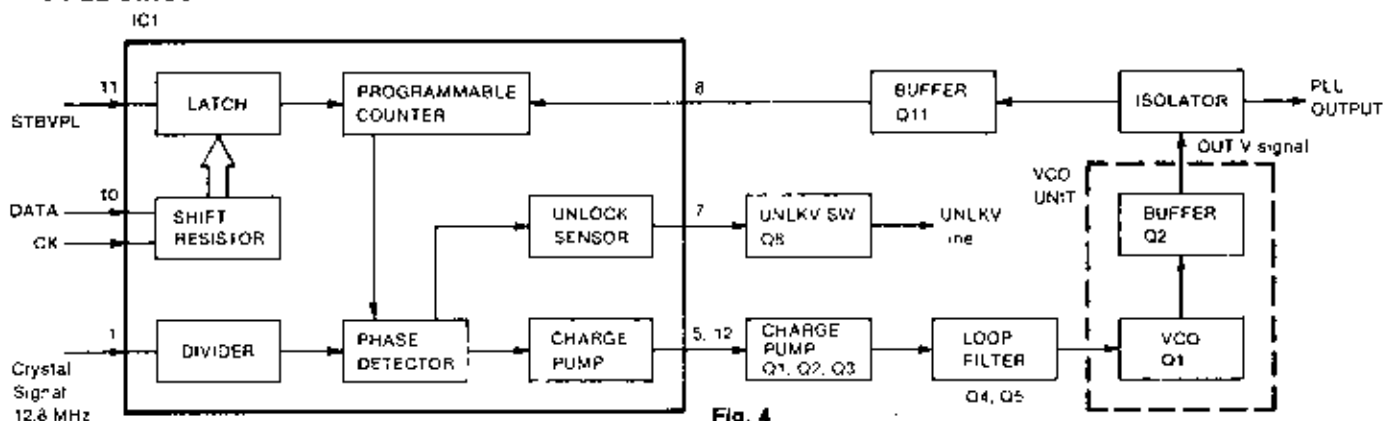 IC1
11
LATCH
PROGRAMMABLE
COUNTER
8
BUFFER
Q11
ISOLATOR
PLL
OUTPUT
STBVPL
OUT V signal
10
DATA
CK
SHIFT
RESISTOR
UNLOCK
SENSOR
7
UNLKV SW
Q8
UNLKV
line
VCO
UNIT
BUFFER
Q2
1
DIVIDER
PHASE
DETECTOR
CHARGE
PUMP
5, 12
CHARGE
PUMP
Q1, Q2, Q3
LOOP
FILTER
Q4, Q5
VCO
Q1
Crystal
Signal
12.8 MHz
Fig. 4